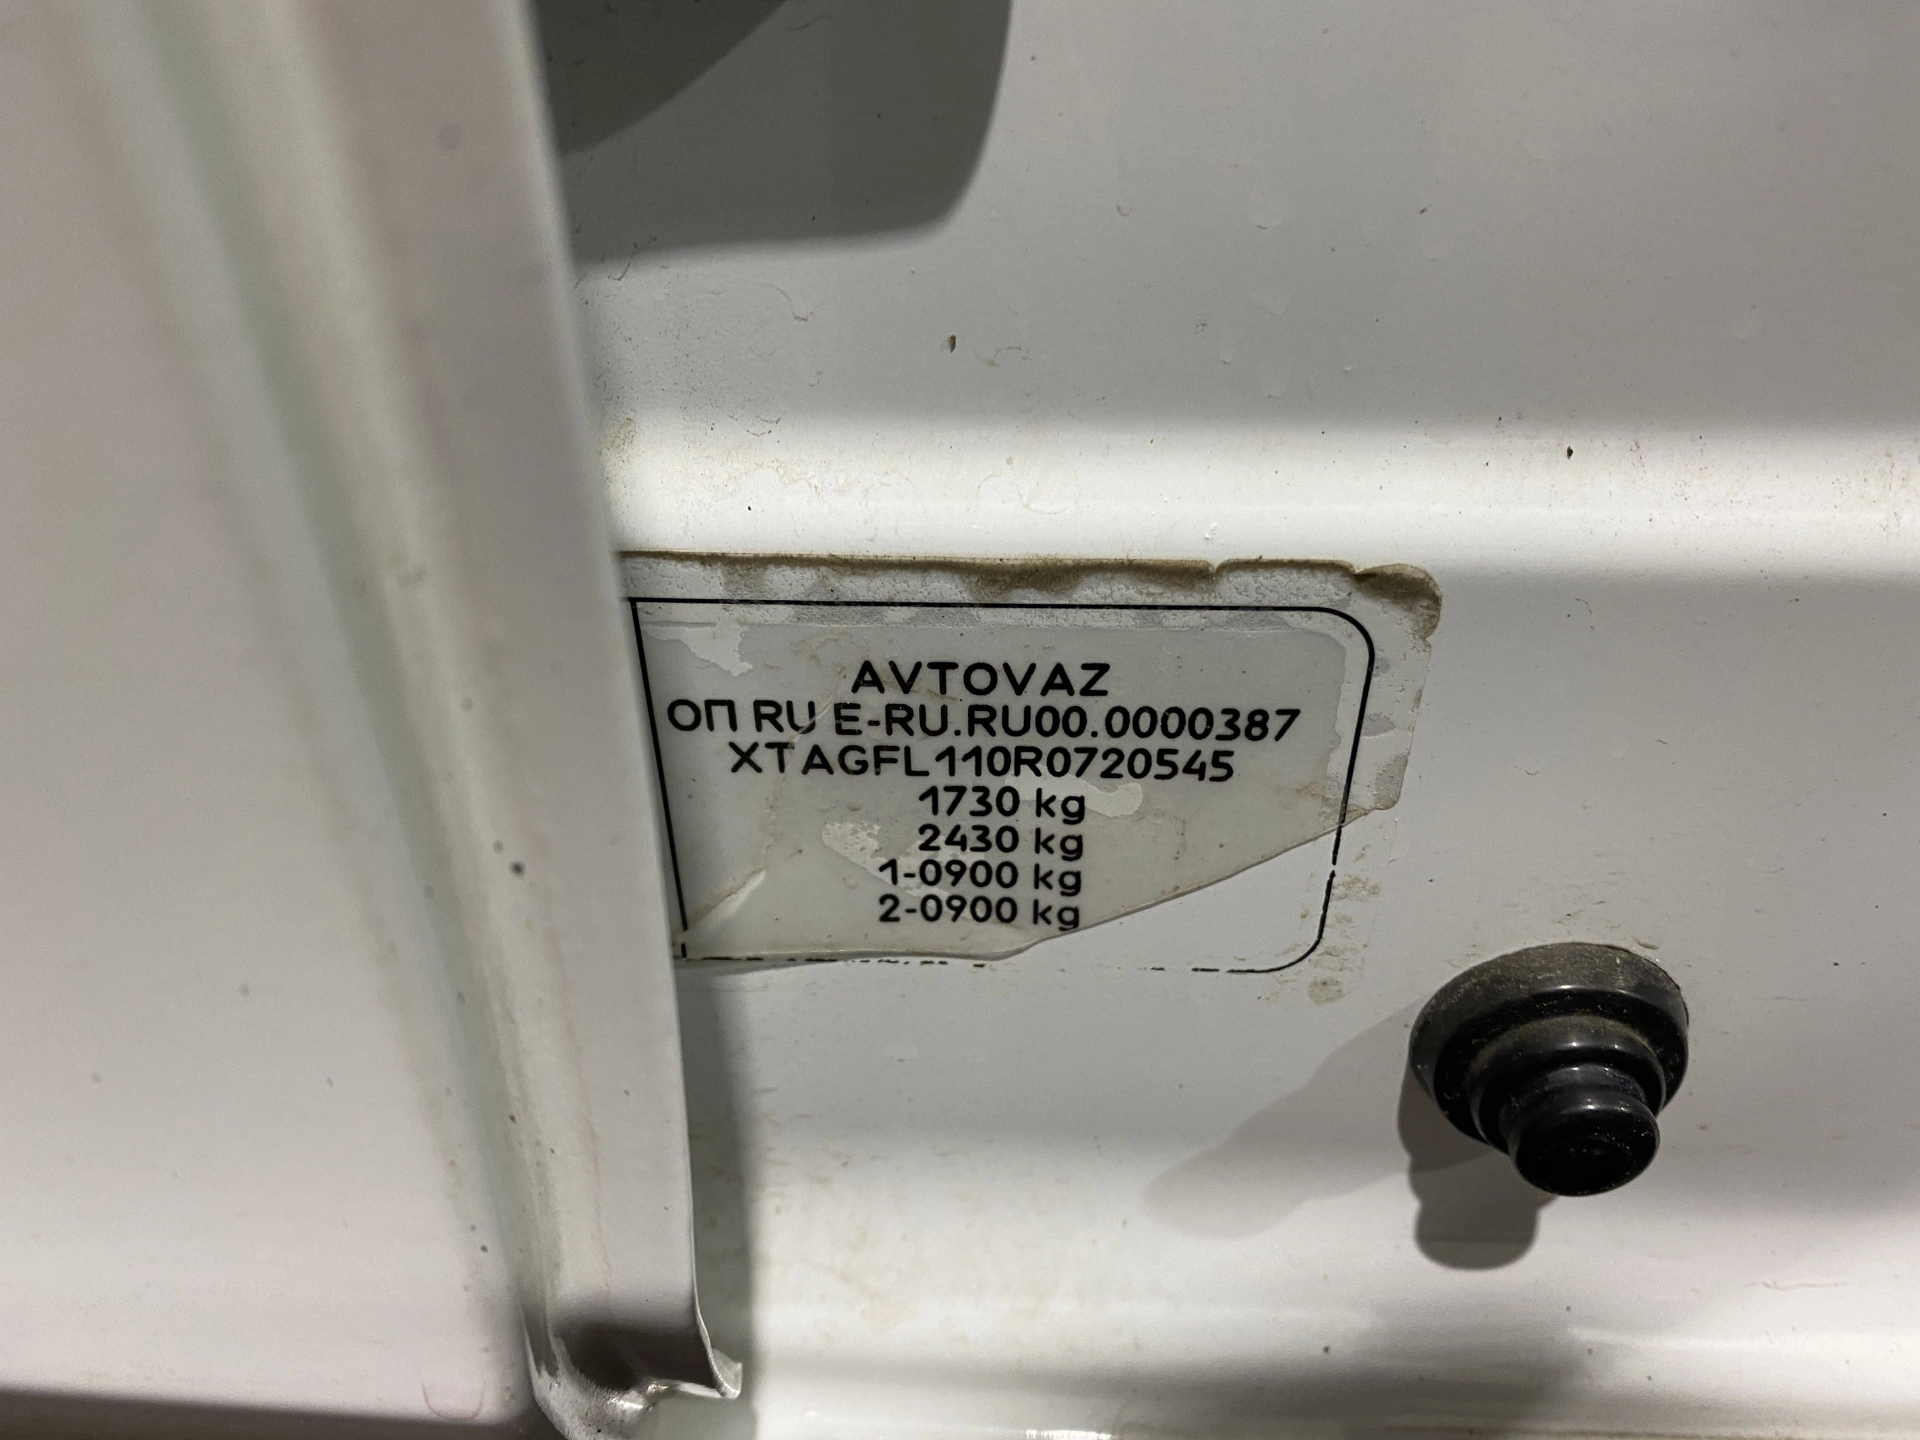 AVTOVAZ
ОП RU E-RU.RU00.0000387
XTAGFL110R0720545
1730 kg
2430 kg
1-0900 kg
2-0900 kg